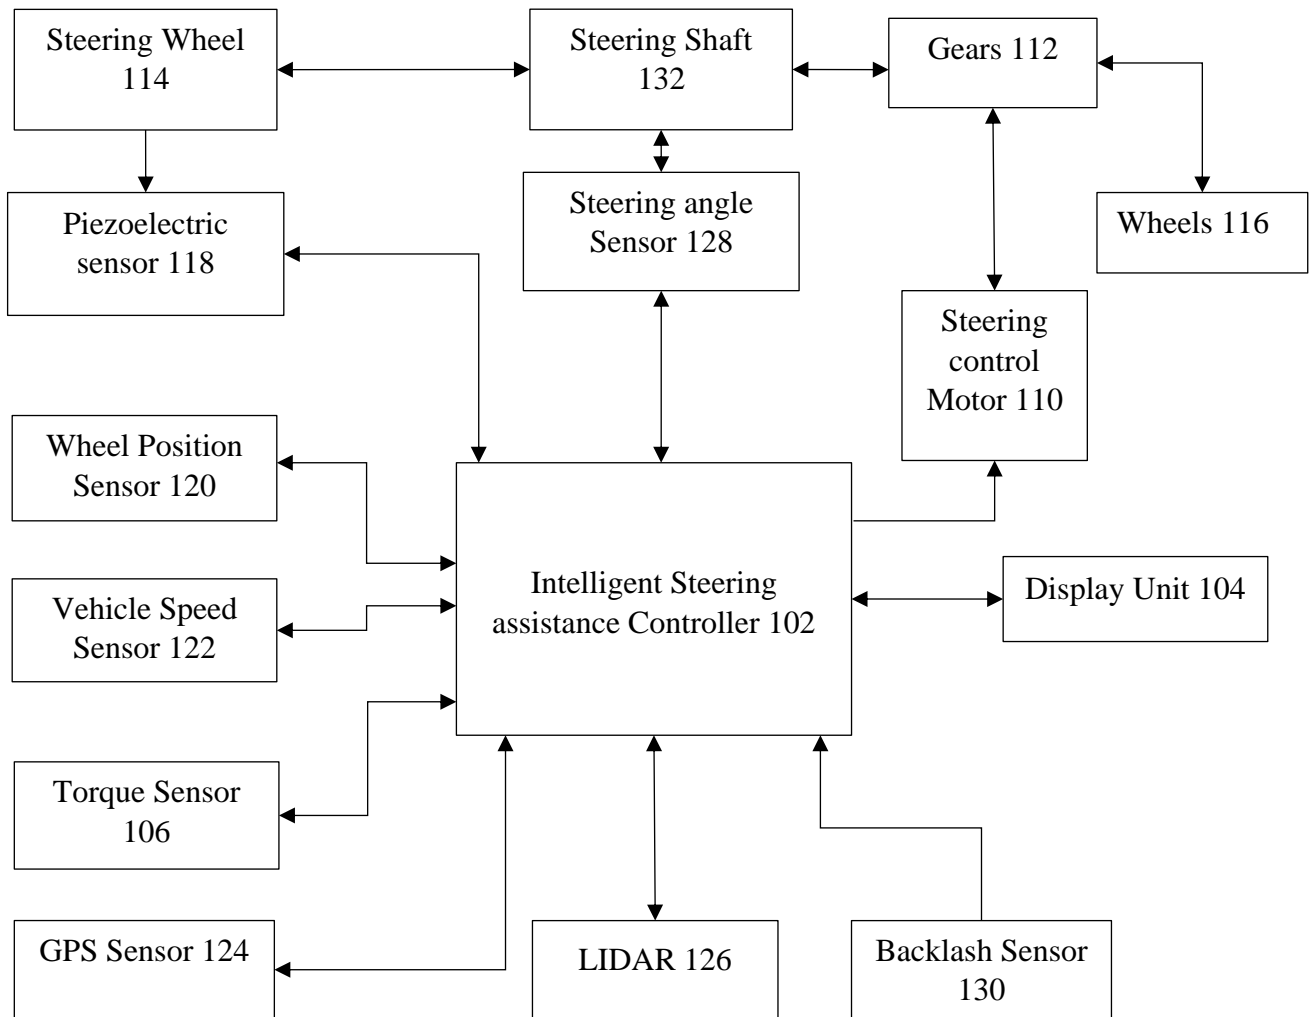 Steering Wheel
114
Steering Shaft
132
Gears 112
Piezoelectric
sensor 118
Steering angle
Sensor 128
Wheels 116
Steering
control
Motor 110
Wheel Position
Sensor 120
Intelligent Steering
assistance Controller 102
Display Unit 104
Vehicle Speed
Sensor 122
Torque Sensor
106
GPS Sensor 124
LIDAR 126
Backlash Sensor
130